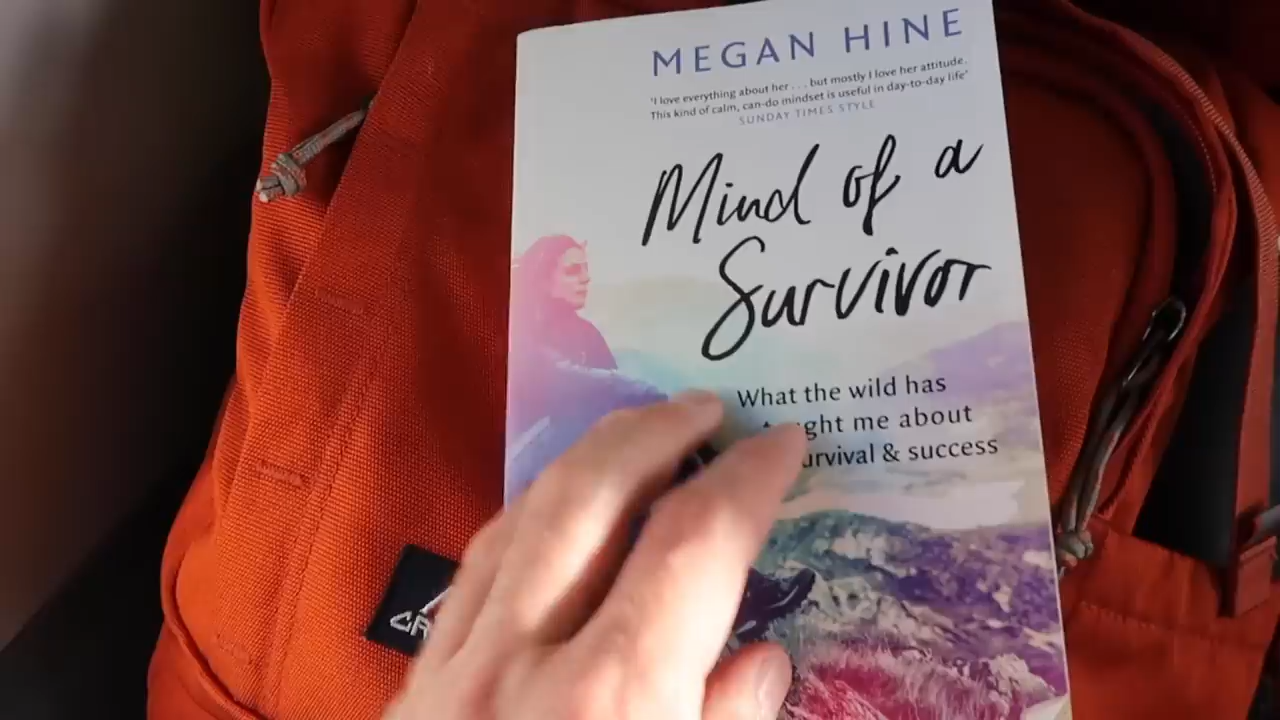 MEGAN HINE
'I love everything about her . . . but mostly I love her attitude.
This kind of calm, can-do mindset is useful in day-to-day life'
SUNDAY TIMES STYLE
Mind of a
Survivor
What the wild has
me about
& success